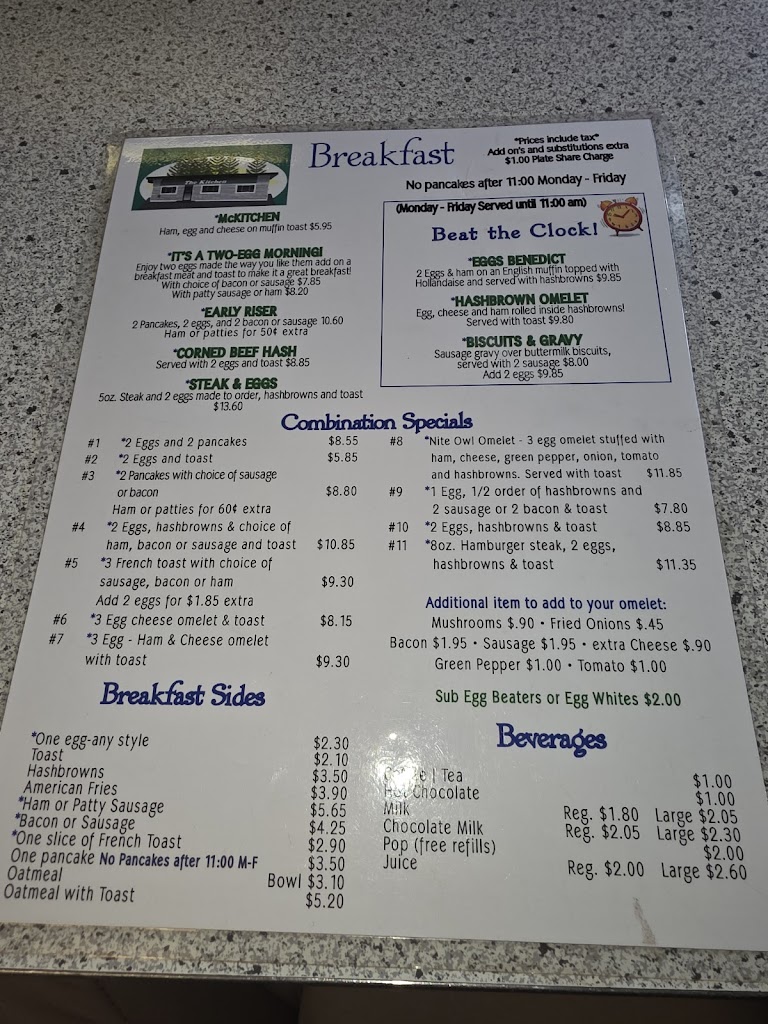 The Kitchen
Breakfast
*Prices include tax*
Add on's and substitutions extra
$1.00 Plate Share Charge
No pancakes after 11:00 Monday - Friday
*McKITCHEN
Ham, egg and cheese on muffin toast $5.95
*IT'S A TWO-EGG MORNING!
Enjoy two eggs made the way you like them add on a
breakfast meat and toast to make it a great breakfast!
With choice of bacon or sausage $7.85
With patty sausage or ham $8.20
*EARLY RISER
2 Pancakes, 2 eggs, and 2 bacon or sausage 10.60
Ham or patties for 50¢ extra
*CORNED BEEF HASH
Served with 2 eggs and toast $8.85
*STEAK & EGGS
5oz. Steak and 2 eggs made to order, hashbrowns and toast
$13.60
(Monday - Friday Served until 11:00 am)
Beat the Clock!
*EGGS BENEDICT
2 Eggs & ham on an English muffin topped with
Hollandaise and served with hashbrowns $9.85
*HASHBROWN OMELET
Egg, cheese and ham rolled inside hashbrowns!
Served with toast $9.80
*BISCUITS & GRAVY
Sausage gravy over buttermilk biscuits,
served with 2 sausage $8.00
Add 2 eggs $9.85
Combination Specials
#1 *2 Eggs and 2 pancakes $8.55
#2 *2 Eggs and toast $5.85
#3 *2 Pancakes with choice of sausage
or bacon $8.80
Ham or patties for 60¢ extra
#4 *2 Eggs, hashbrowns & choice of
ham, bacon or sausage and toast $10.85
#5 *3 French toast with choice of
sausage, bacon or ham $9.30
Add 2 eggs for $1.85 extra
#6 *3 Egg cheese omelet & toast $8.15
#7 *3 Egg - Ham & Cheese omelet
with toast $9.30
#8 *Nite Owl Omelet - 3 egg omelet stuffed with
ham, cheese, green pepper, onion, tomato
and hashbrowns. Served with toast $11.85
#9 *1 Egg, 1/2 order of hashbrowns and
2 sausage or 2 bacon & toast $7.80
#10 *2 Eggs, hashbrowns & toast $8.85
#11 *8oz. Hamburger steak, 2 eggs,
hashbrowns & toast $11.35
Additional item to add to your omelet:
Mushrooms $.90 • Fried Onions $.45
Bacon $1.95 • Sausage $1.95 • extra Cheese $.90
Green Pepper $1.00 • Tomato $1.00
Sub Egg Beaters or Egg Whites $2.00
Breakfast Sides
*One egg-any style $2.30
Toast $2.10
Hashbrowns $3.50
American Fries $3.90
*Ham or Patty Sausage $5.65
*Bacon or Sausage $4.25
*One slice of French Toast $2.90
One pancake No Pancakes after 11:00 M-F $3.50
Oatmeal Bowl $3.10
Oatmeal with Toast $5.20
Beverages
Coffee | Tea $1.00
Hot Chocolate $1.00
Milk Reg. $1.80 Large $2.05
Chocolate Milk Reg. $2.05 Large $2.30
Pop (free refills) $2.00
Juice Reg. $2.00 Large $2.60